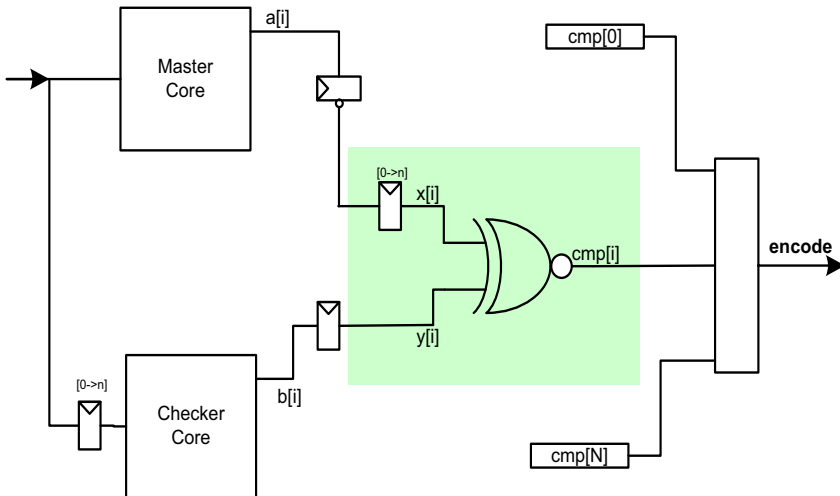 a[i]
Master
Core
cmp[0]
[0->n]
x[i]
encode
cmp[i]
y[i]
[0->n]
b[i]
Checker
Core
cmp[N]